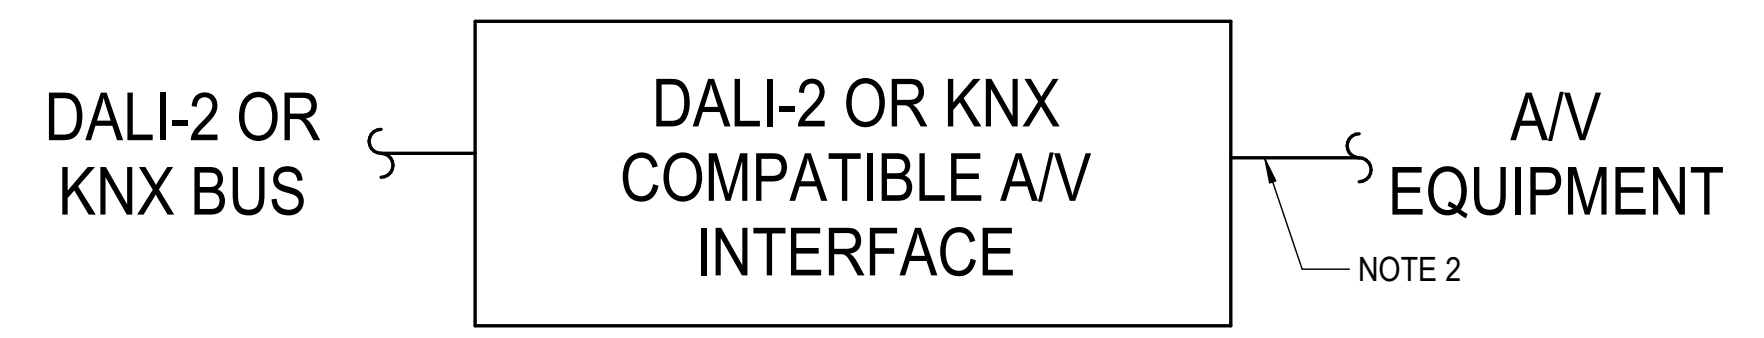 DALI-2 OR
KNX BUS
DALI-2 OR KNX
COMPATIBLE A/V
INTERFACE
A/V
EQUIPMENT
NOTE 2